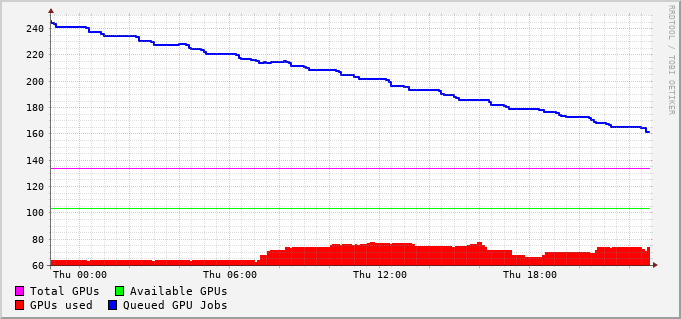 RRDTOOL / TOBI OETIKER
240
220
200
180
160
140
120
100
80
60
Thu 00:00 Thu 06:00 Thu 12:00 Thu 18:00
Total GPUs Available GPUs
GPUs used Queued GPU Jobs